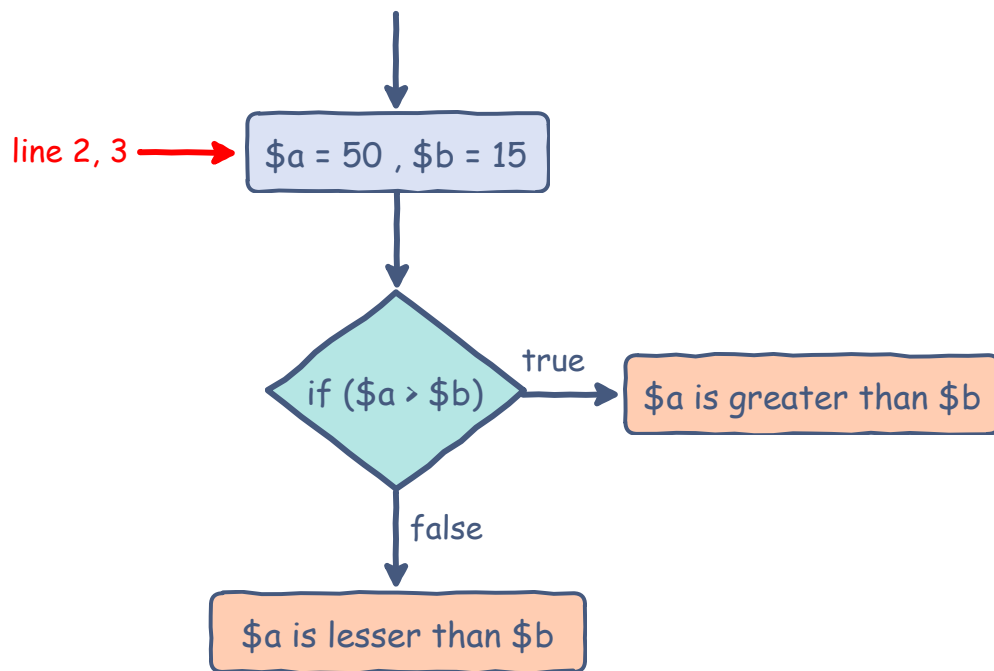 line 2, 3
$a = 50 , $b = 15
if ($a > $b)
true
$a is greater than $b
false
$a is lesser than $b